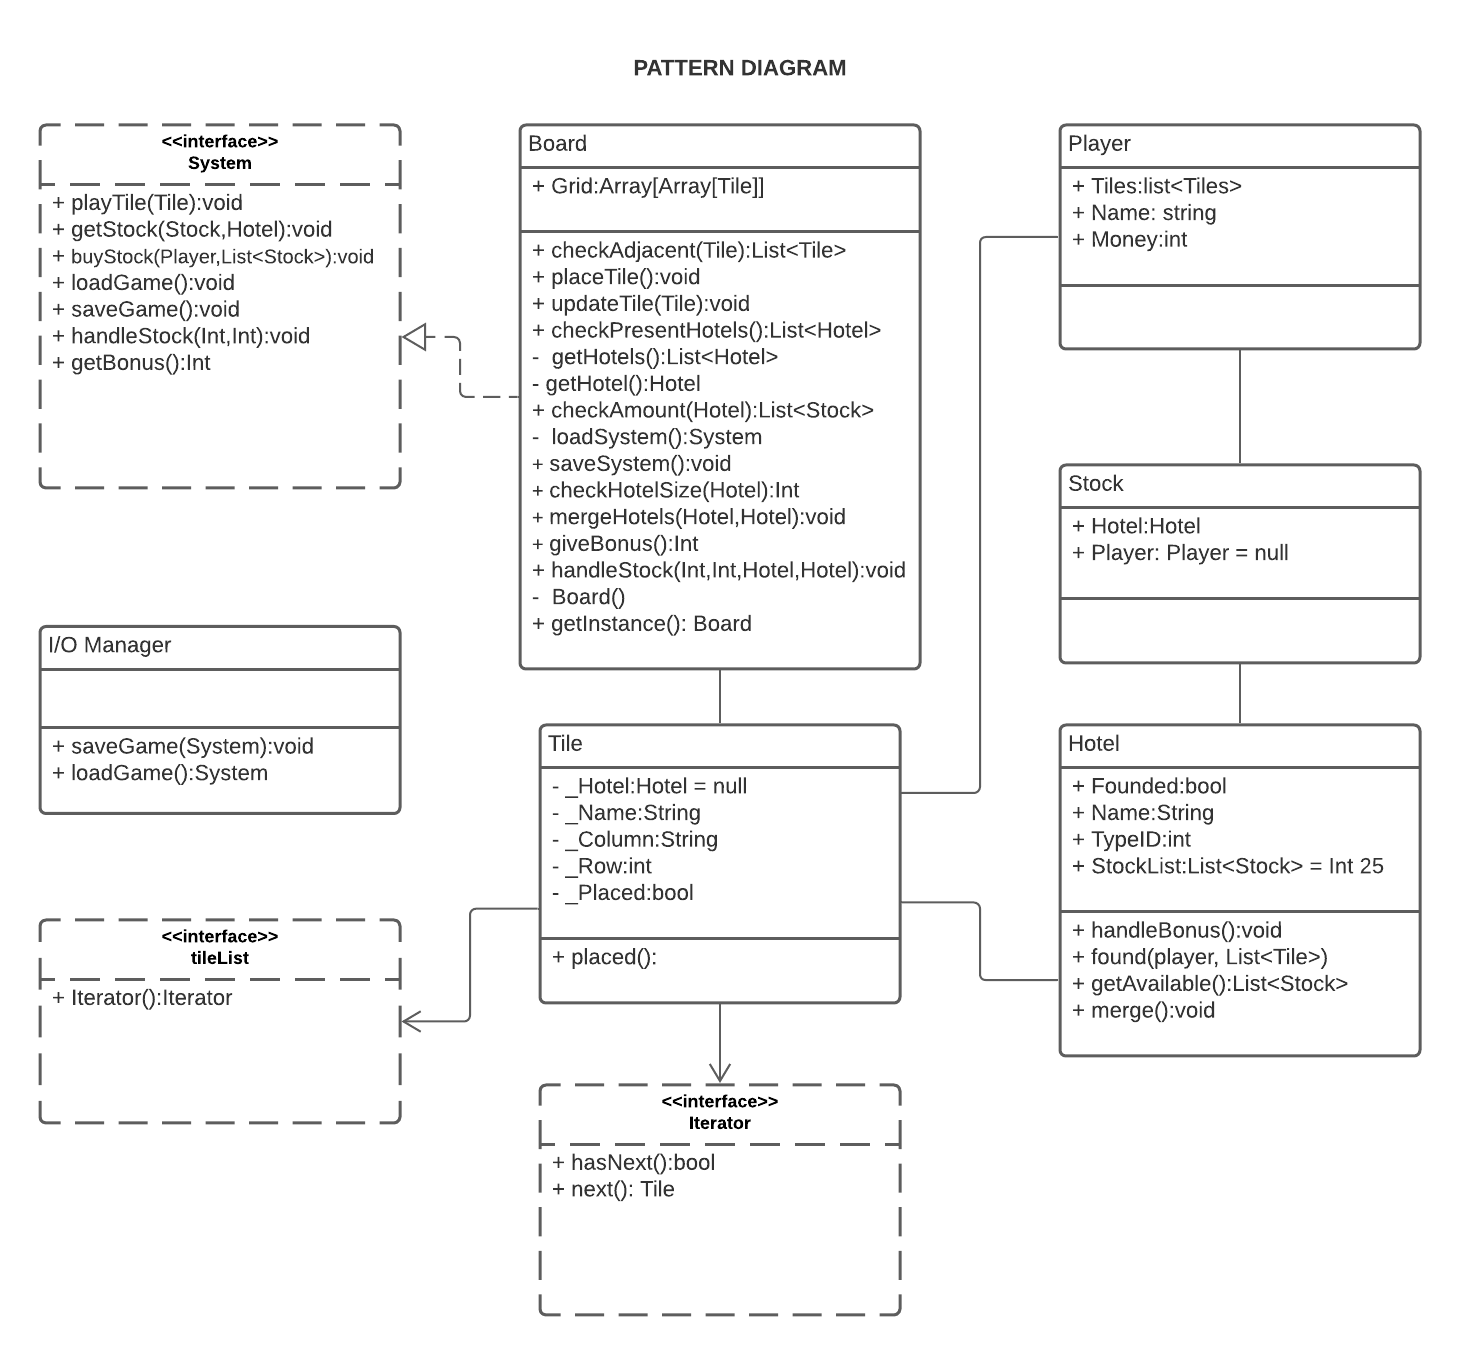 PATTERN DIAGRAM
<<interface>>
System
+ playTile(Tile):void
+ getStock(Stock,Hotel):void
+ buyStock(Player,List<Stock>):void
+ loadGame():void
+ saveGame():void
+ handleStock(Int,Int):void
+ getBonus():Int
Board
+ Grid:Array[Array[Tile]]
+ checkAdjacent(Tile):List<Tile>
+ placeTile():void
+ updateTile(Tile):void
+ checkPresentHotels():List<Hotel>
- getHotels():List<Hotel>
- getHotel():Hotel
+ checkAmount(Hotel):List<Stock>
- loadSystem():System
+ saveSystem():void
+ checkHotelSize(Hotel):Int
+ mergeHotels(Hotel,Hotel):void
+ giveBonus():Int
+ handleStock(Int,Int,Hotel,Hotel):void
- Board()
+ getInstance(): Board
Player
+ Tiles:list<Tiles>
+ Name: string
+ Money:int
Stock
+ Hotel:Hotel
+ Player: Player = null
I/O Manager
+ saveGame(System):void
+ loadGame():System
Tile
- _Hotel:Hotel = null
- _Name:String
- _Column:String
- _Row:int
- _Placed:bool
+ placed():
Hotel
+ Founded:bool
+ Name:String
+ TypeID:int
+ StockList:List<Stock> = Int 25
+ handleBonus():void
+ found(player, List<Tile>)
+ getAvailable():List<Stock>
+ merge():void
<<interface>>
tileList
+ Iterator():Iterator
<<interface>>
Iterator
+ hasNext():bool
+ next(): Tile